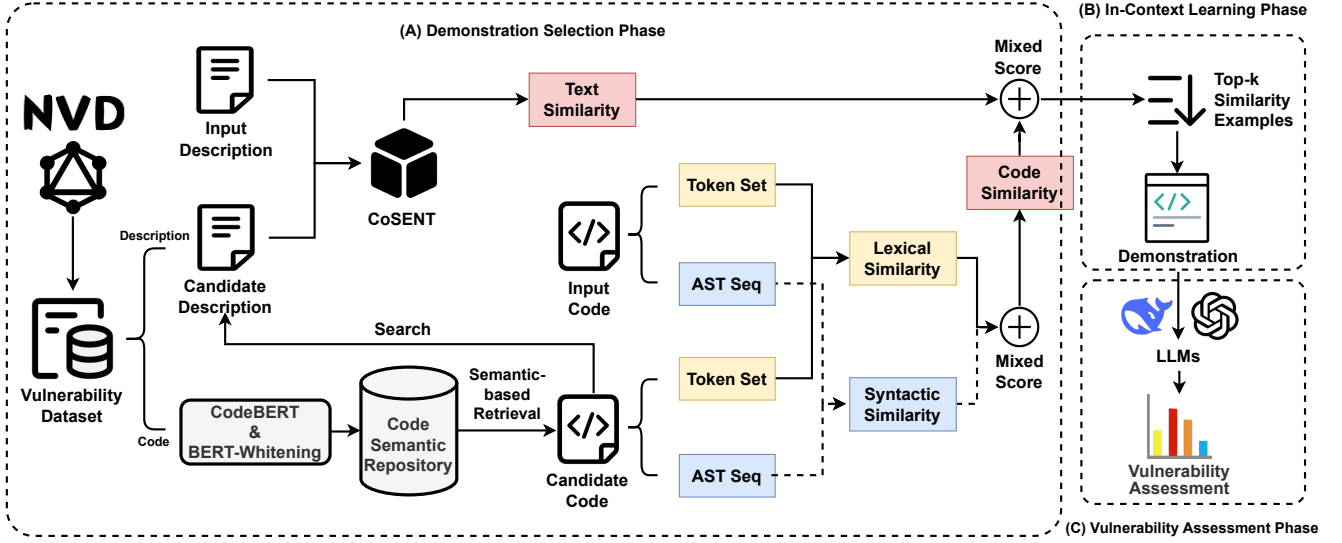 (A) Demonstration Selection Phase
NVD
Input
Description
Description
Candidate
Description
Vulnerability
Dataset
Code
CodeBERT
&
BERT-Whitening
Code
Semantic
Repository
Search
Semantic-
based
Retrieval
CoSENT
Text
Similarity
Input
Code
Candidate
Code
Token Set
AST Seq
Token Set
AST Seq
Lexical
Similarity
Syntactic
Similarity
Mixed
Score
Code
Similarity
Mixed
Score
(B) In-Context Learning Phase
Top-k
Similarity
Examples
</>
Demonstration
LLMs
Vulnerability
Assessment
(C) Vulnerability Assessment Phase